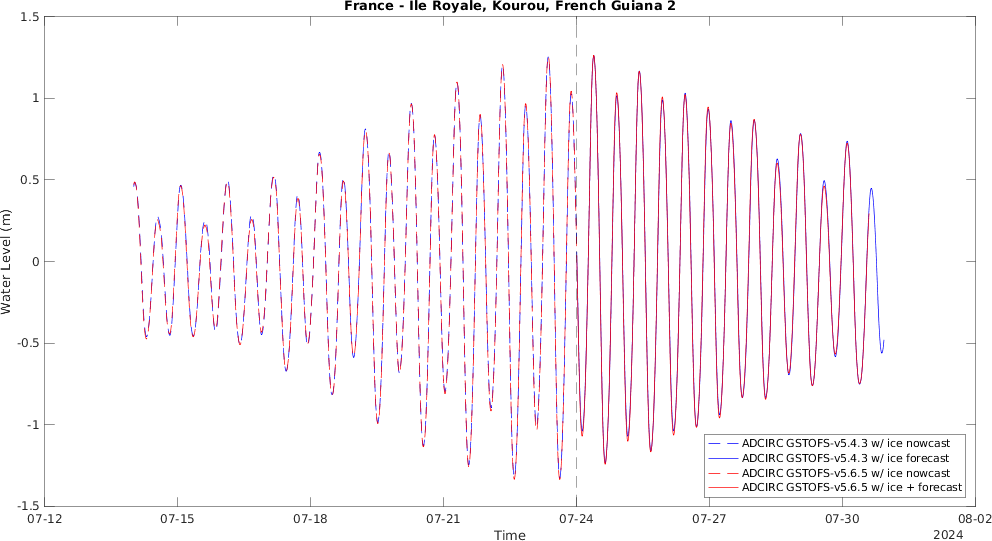 France - Ile Royale, Kourou, French Guiana 2
1.5
1
0.5
0
-0.5
-1
-1.5
Water Level (m)
ADCIRC GSTOFS-v5.4.3 w/ ice nowcast
ADCIRC GSTOFS-v5.4.3 w/ ice forecast
ADCIRC GSTOFS-v5.6.5 w/ ice nowcast
ADCIRC GSTOFS-v5.6.5 w/ ice + forecast
07-12 07-15 07-18 07-21 07-24 07-27 07-30 08-02
Time
2024